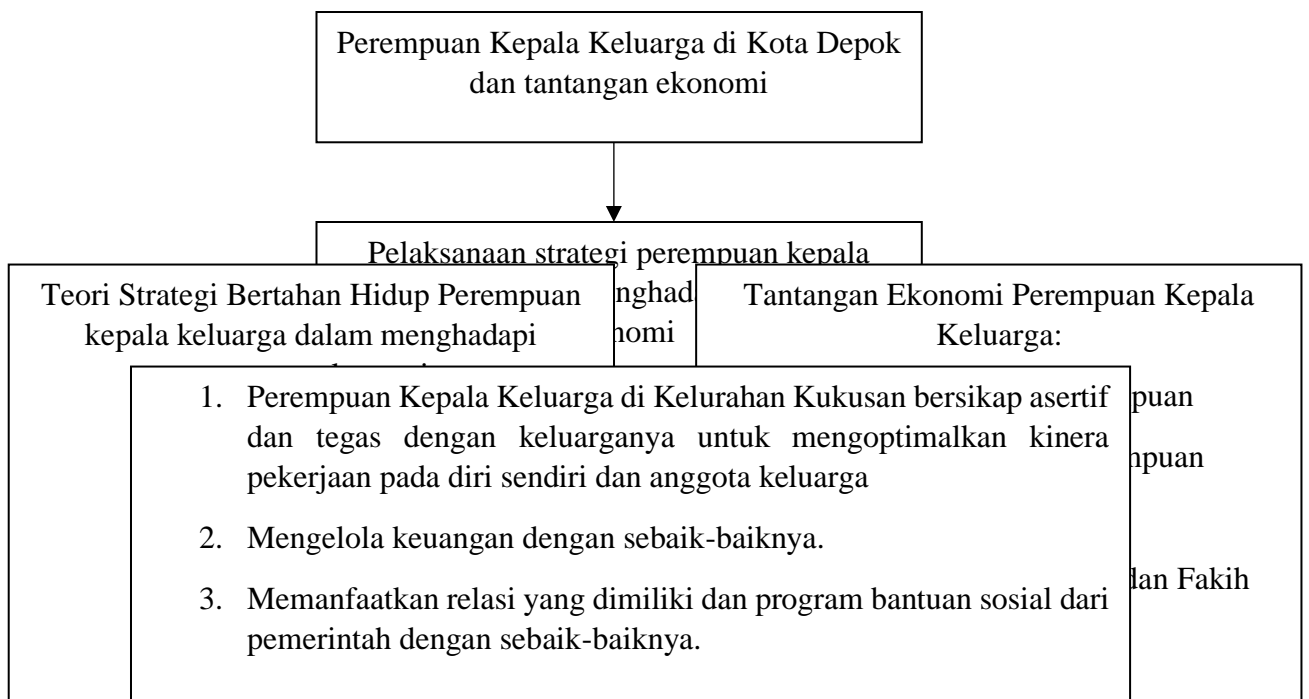 Perempuan Kepala Keluarga di Kota Depok
dan tantangan ekonomi
Pelaksanaan strategi perempuan kepala
Teori Strategi Bertahan Hidup Perempuan
kepala keluarga dalam menghadapi
Tantangan Ekonomi Perempuan Kepala
Keluarga:
1. Perempuan Kepala Keluarga di Kelurahan Kukusan bersikap asertif
dan tegas dengan keluarganya untuk mengoptimalkan kinera
pekerjaan pada diri sendiri dan anggota keluarga
2. Mengelola keuangan dengan sebaik-baiknya.
3. Memanfaatkan relasi yang dimiliki dan program bantuan sosial dari
pemerintah dengan sebaik-baiknya.
dan Fakih